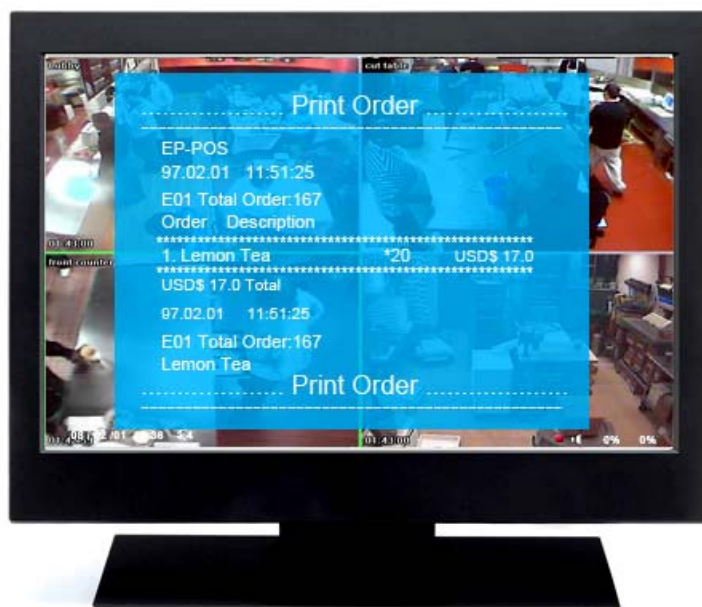 lobby
cut table
Print Order
EP-POS
97.02.01 11:51:25
E01 Total Order:167
Order Description
1. Lemon Tea *20 USD$ 17.0
USD$ 17.0 Total
97.02.01 11:51:25
E01 Total Order:167
Lemon Tea
Print Order
01:43:00
front counter
01:43:00
0% 0%